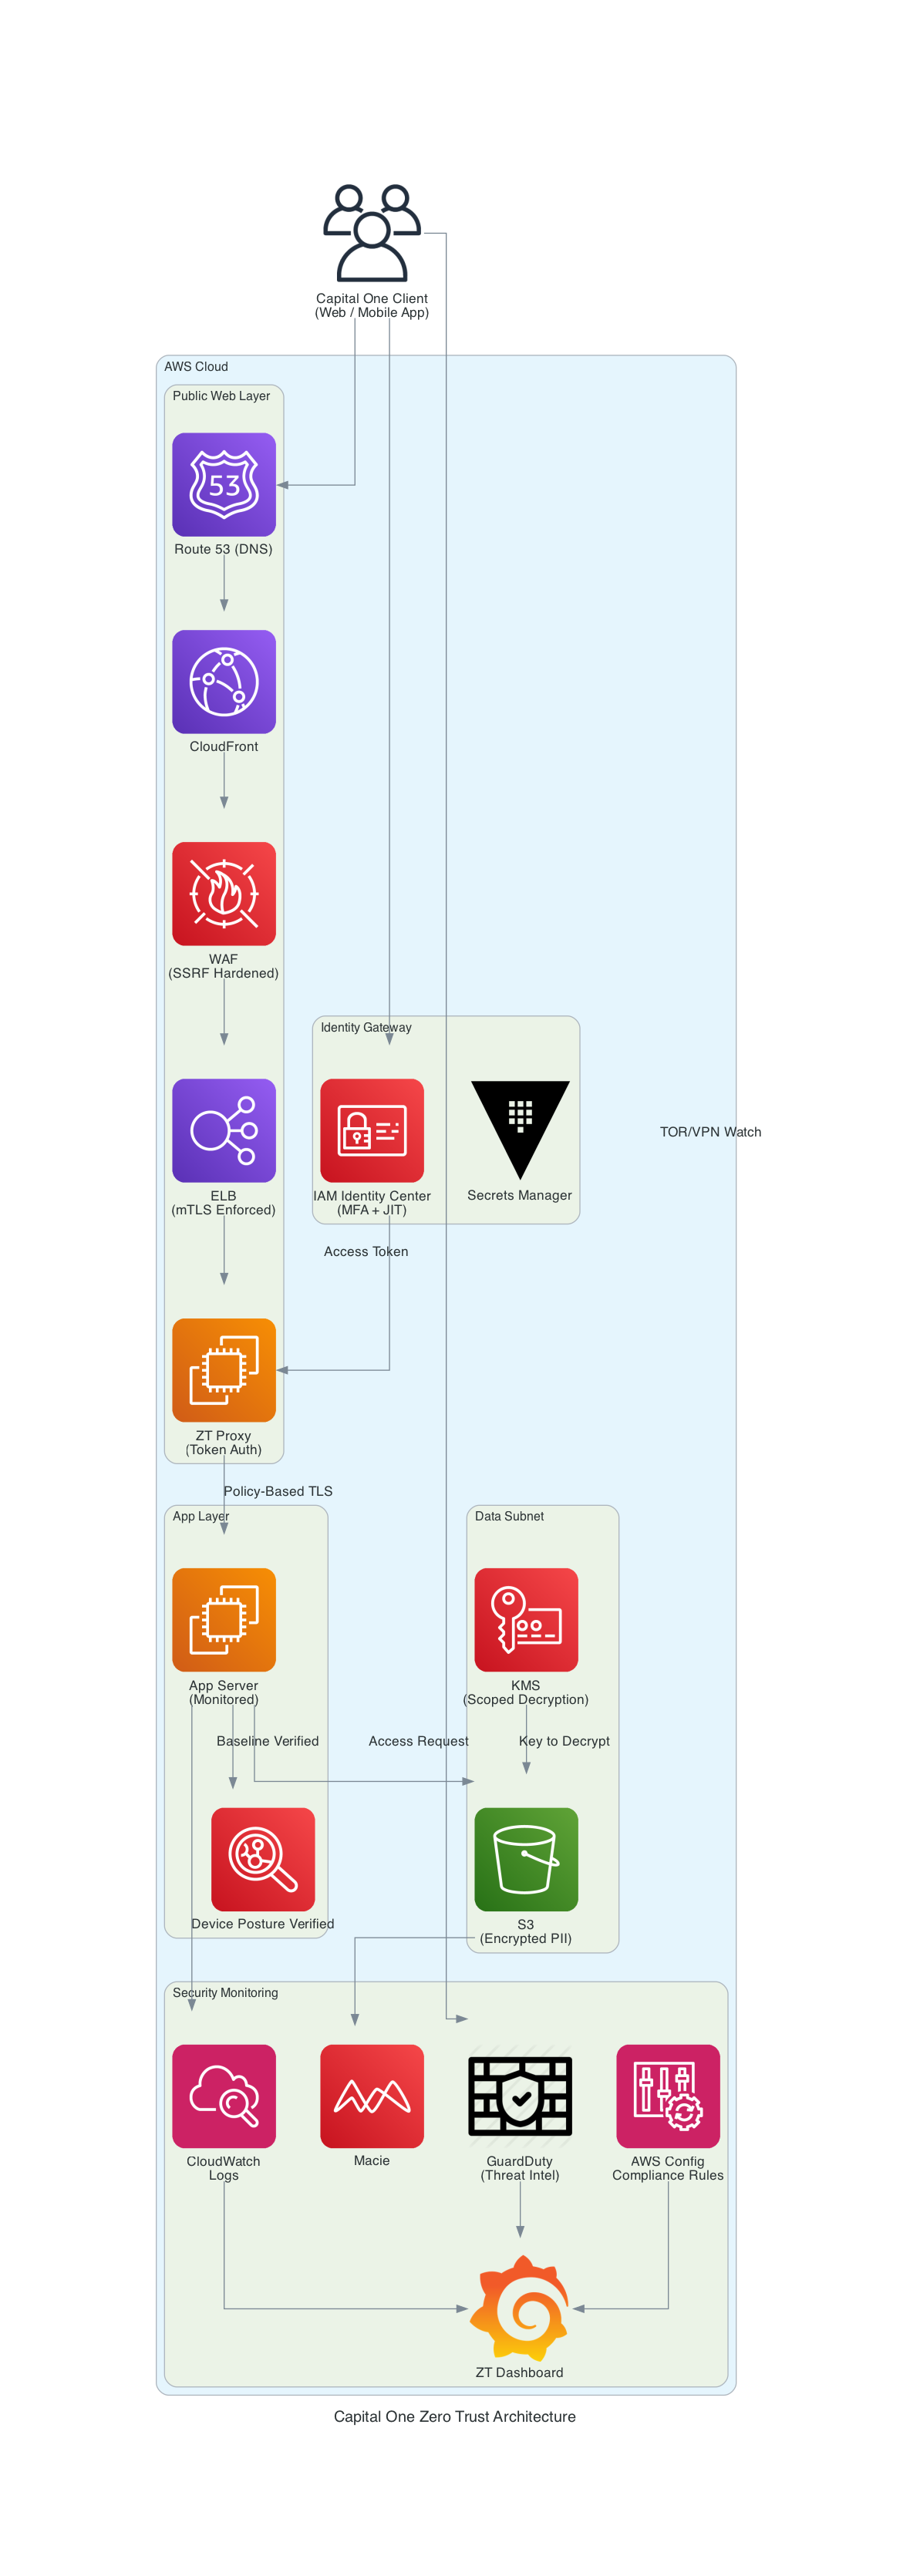 Capital One Client
(Web / Mobile App)
AWS Cloud
Public Web Layer
53
Route 53 (DNS)
CloudFront
WAF
(SSRF Hardened)
Identity Gateway
TOR/VPN Watch
ELB
(mTLS Enforced)
IAM Identity Center
(MFA + JIT)
Secrets Manager
Access Token
ZT Proxy
(Token Auth)
Policy-Based TLS
App Layer
Data Subnet
App Server
(Monitored)
KMS
(Scoped Decryption)
Baseline Verified
Access Request
Key to Decrypt
Device Posture Verified
S3
(Encrypted PII)
Security Monitoring
CloudWatch
Logs
Macie
GuardDuty
(Threat Intel)
AWS Config
Compliance Rules
ZT Dashboard
Capital One Zero Trust Architecture